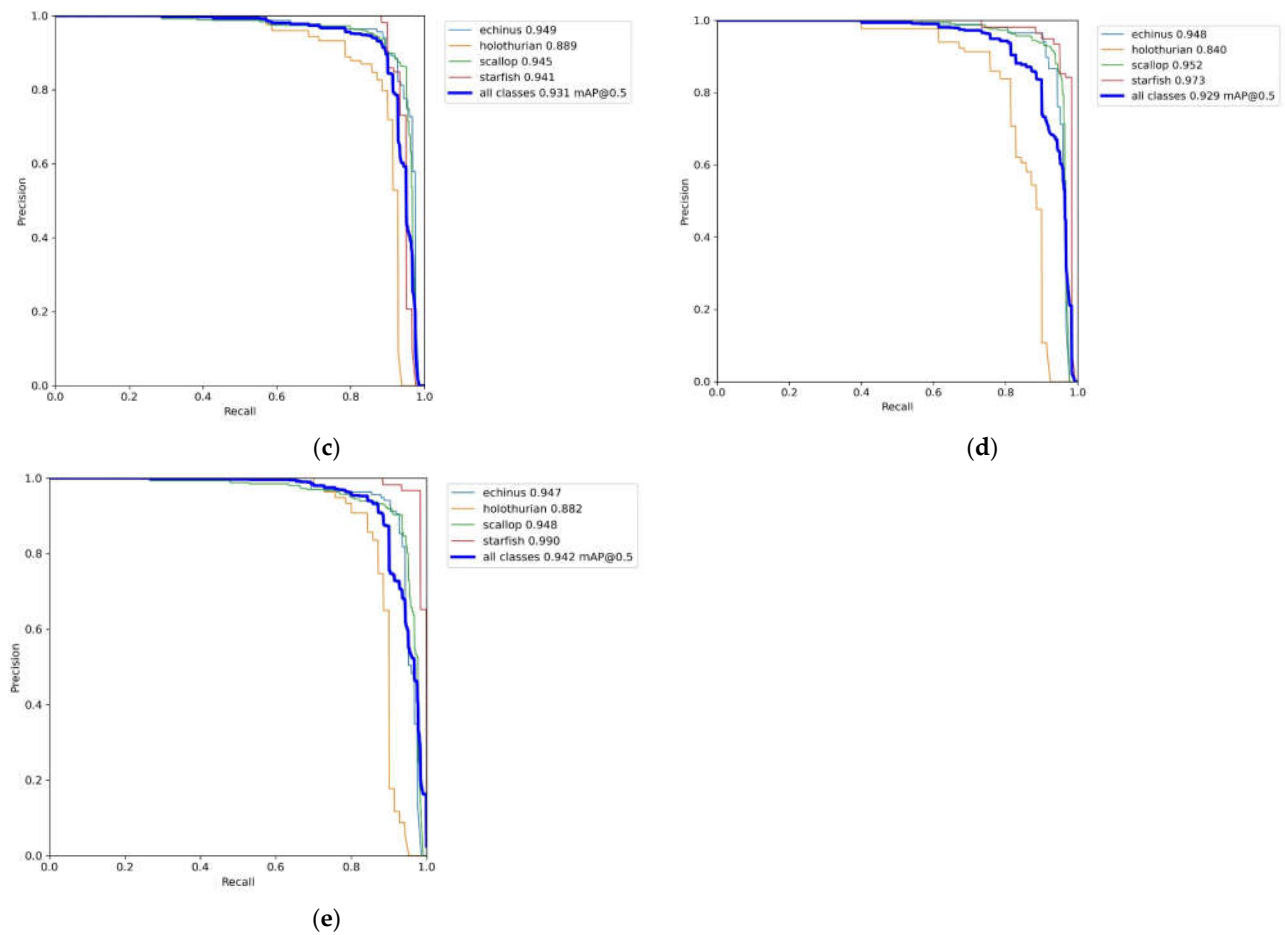 1.0
0.8
0.6
0.4
0.2
0.0
Precision
0.0 0.2 0.4 0.6 0.8 1.0
Recall
echinus 0.949
holothurian 0.889
scallop 0.945
starfish 0.941
all classes 0.931 mAP@0.5
(c)
1.0
0.8
0.6
0.4
0.2
0.0
Precision
0.0 0.2 0.4 0.6 0.8 1.0
Recall
echinus 0.948
holothurian 0.840
scallop 0.952
starfish 0.973
all classes 0.929 mAP@0.5
(d)
1.0
0.8
0.6
0.4
0.2
0.0
Precision
0.0 0.2 0.4 0.6 0.8 1.0
Recall
echinus 0.947
holothurian 0.882
scallop 0.948
starfish 0.990
all classes 0.942 mAP@0.5
(e)